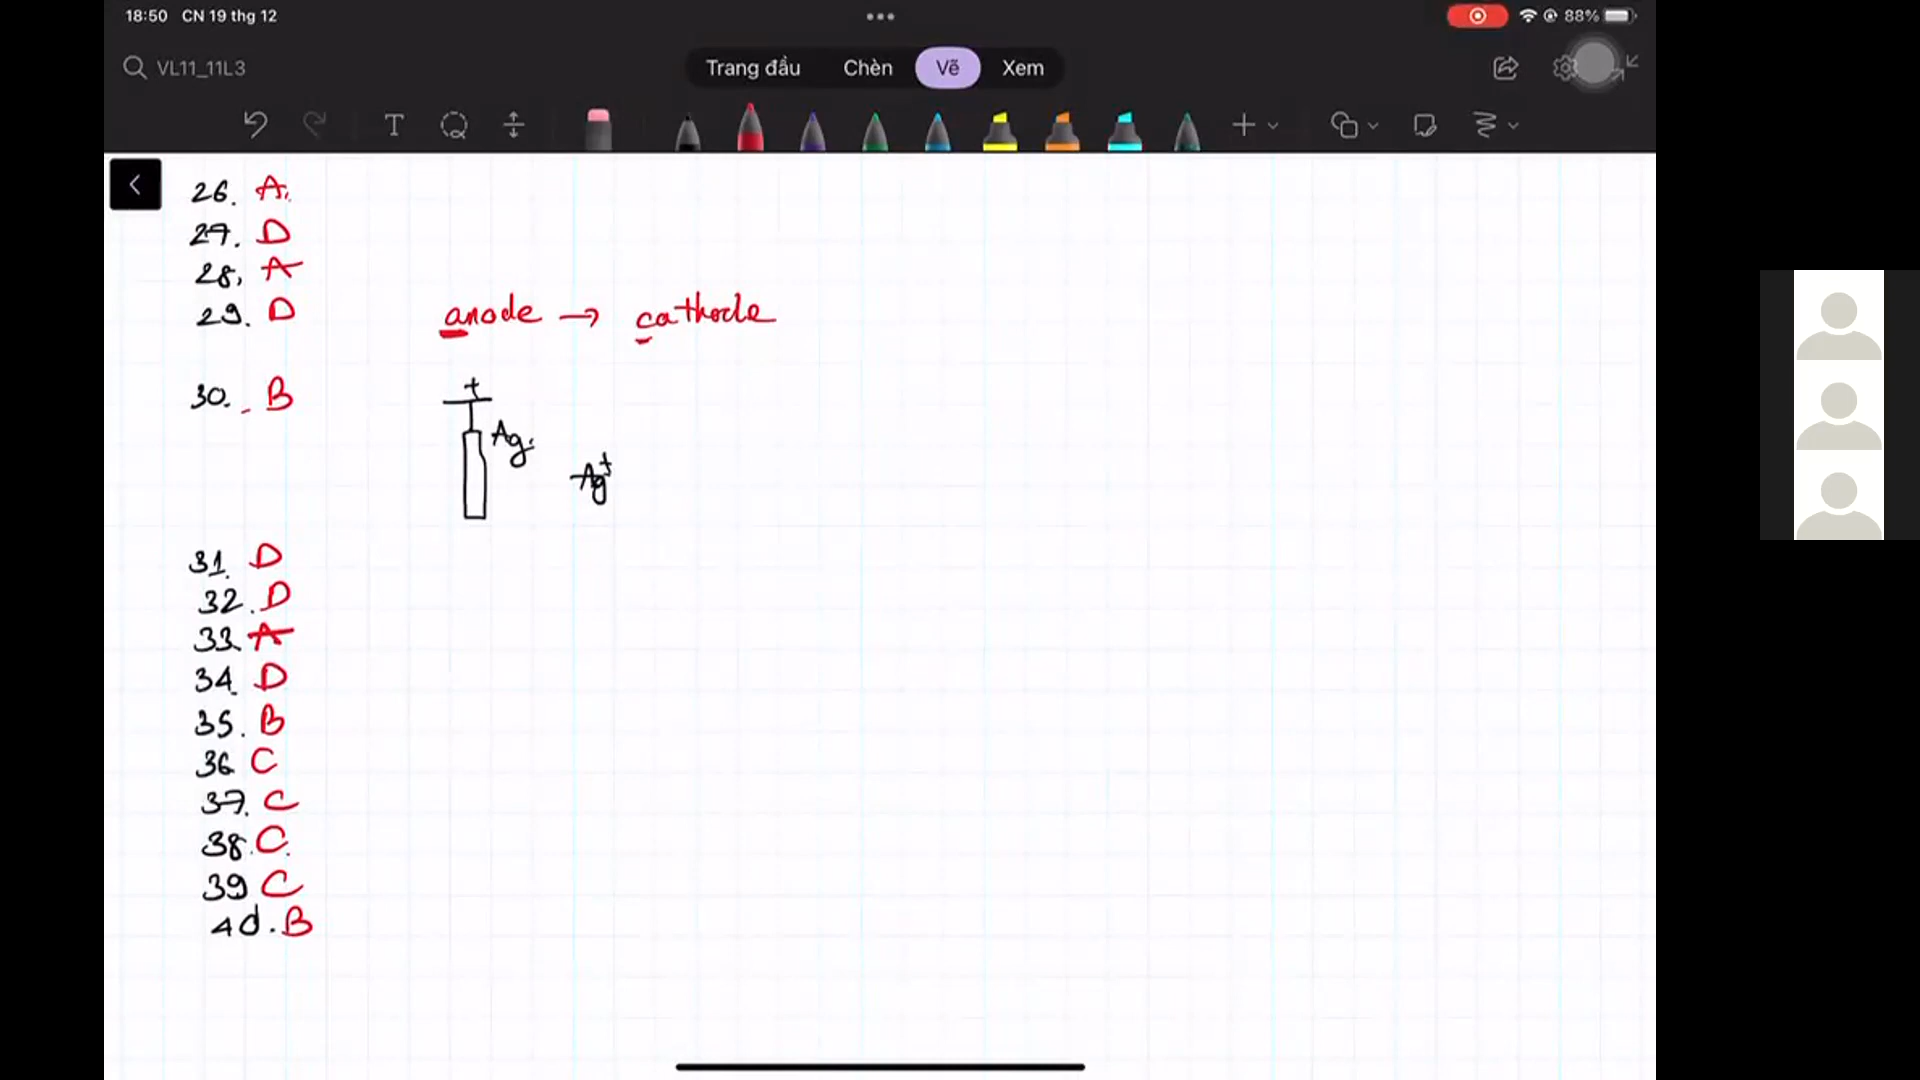 18:50 CN 19 thg 12
88%
VL11_11L3
Trang đầu Chèn Vẽ Xem
T
26. A.
27. D
28. A
29. D anode → cathode
30. B
+
Ag
Ag+
31. D
32. D
33. A
34. D
35. B
36 C
37. C
38. C.
39 C
40. B